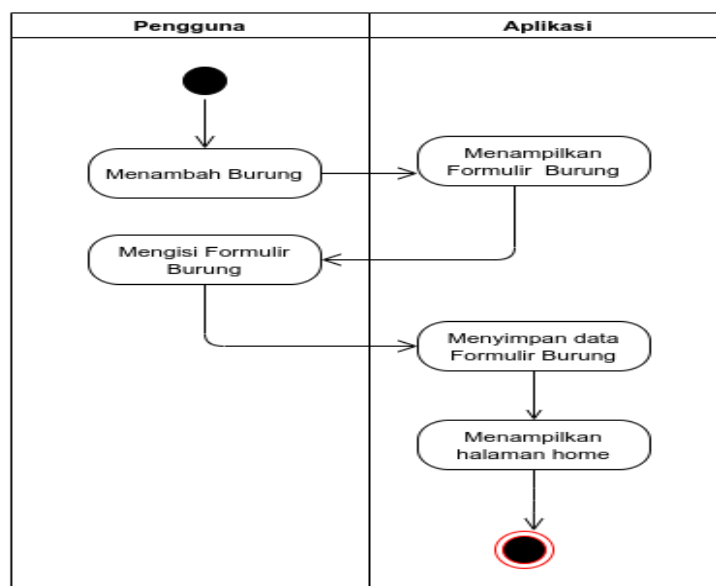 Pengguna
Aplikasi
Menambah Burung
Menampilkan
Formulir Burung
Mengisi Formulir
Burung
Menyimpan data
Formulir Burung
Menampilkan
halaman home